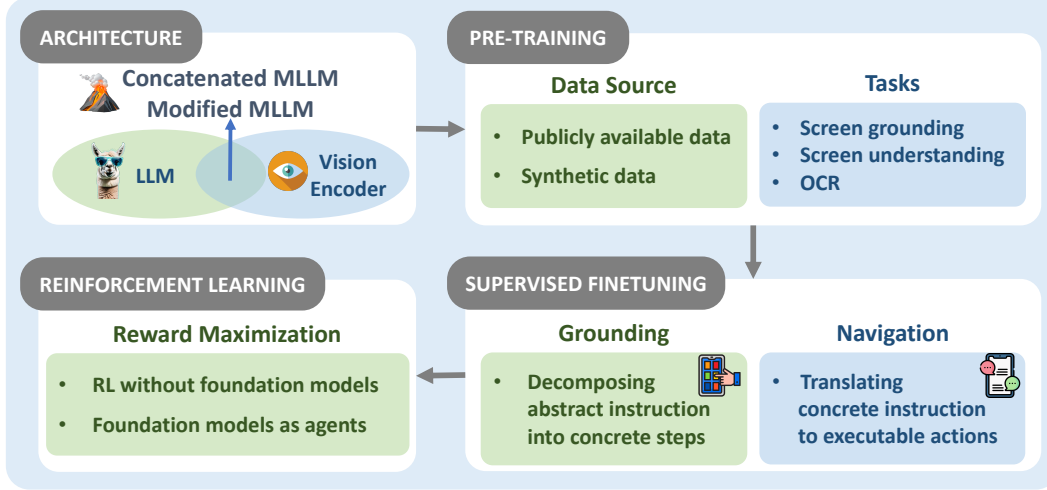 ARCHITECTURE
Concatenated MLLM
Modified MLLM
LLM
Vision
Encoder
PRE-TRAINING
Data Source
• Publicly available data
• Synthetic data
Tasks
• Screen grounding
• Screen understanding
• OCR
REINFORCEMENT LEARNING
Reward Maximization
• RL without foundation models
• Foundation models as agents
SUPERVISED FINETUNING
Grounding
• Decomposing
abstract instruction
into concrete steps
Navigation
• Translating
concrete instruction
to executable actions